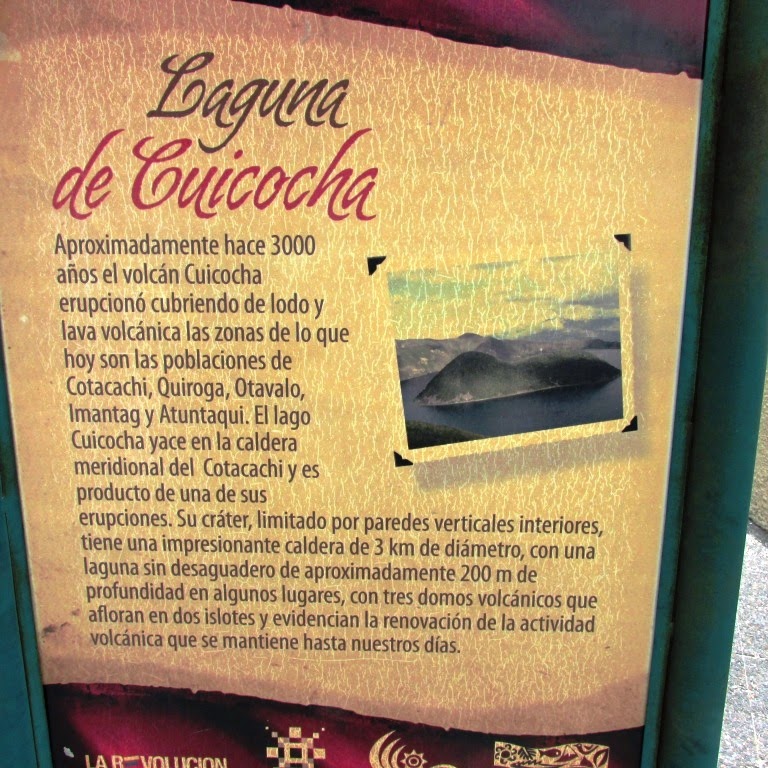 Laguna
de Cuicocha
Aproximadamente hace 3000
años el volcán Cuicocha
erupcionó cubriendo de lodo y
lava volcánica las zonas de lo que
hoy son las poblaciones de
Cotacachi, Quiroga, Otavalo,
Imantag y Atuntaqui. El lago
Cuicocha yace en la caldera
meridional del Cotacachi y es
producto de una de sus
erupciones. Su cráter, limitado por paredes verticales interiores,
tiene una impresionante caldera de 3 km de diámetro, con una
laguna sin desaguadero de aproximadamente 200 m de
profundidad en algunos lugares, con tres domos volcánicos que
afloran en dos islotes y evidencian la renovación de la actividad
volcánica que se mantiene hasta nuestros días.
LA REVOLUCION